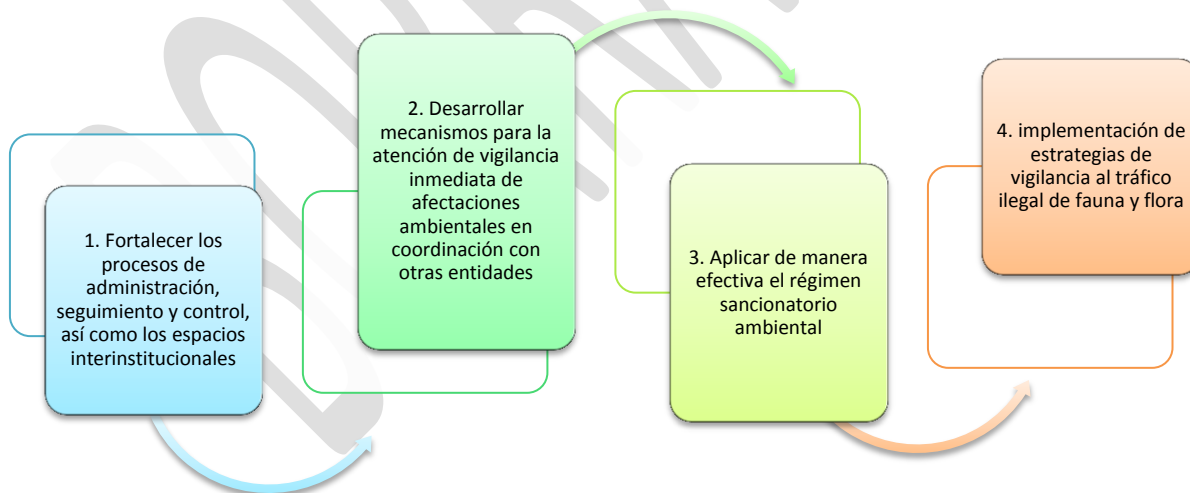 1. Fortalecer los
procesos de
administración,
seguimiento y control,
así como los espacios
interinstitucionales
2. Desarrollar
mecanismos para la
atención de vigilancia
inmediata de
afectaciones
ambientales en
coordinación con
otras entidades
3. Aplicar de manera
efectiva el régimen
sancionatorio
ambiental
4. implementación de
estrategias de
vigilancia al tráfico
ilegal de fauna y flora